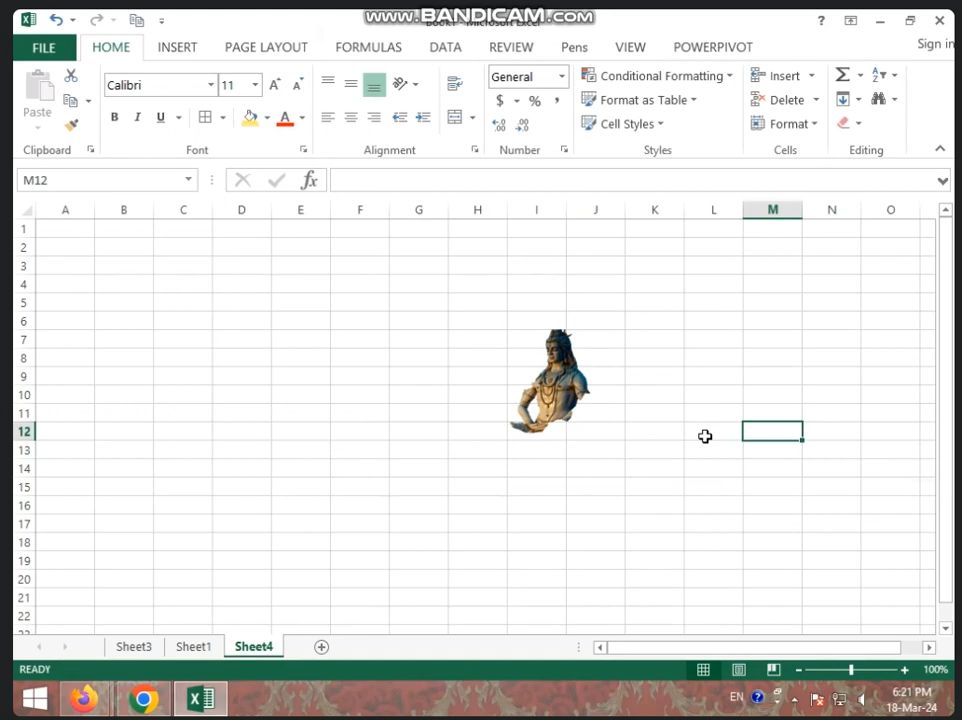 www.BANDICAM.com
FILE HOME INSERT PAGE LAYOUT FORMULAS DATA REVIEW Pens VIEW POWERPIVOT Sign in
Paste
Calibri 11
B I U A
General
$ % ,
Conditional Formatting
Format as Table
Cell Styles
Insert
Delete
Format
Clipboard Font Alignment Number Styles Cells Editing
M12 fx
A B C D E F G H I J K L M N O
1
2
3
4
5
6
7
8
9
10
11
12
13
14
15
16
17
18
19
20
21
22
Sheet3 Sheet1 Sheet4
READY 100%
EN 6:21 PM
18-Mar-24